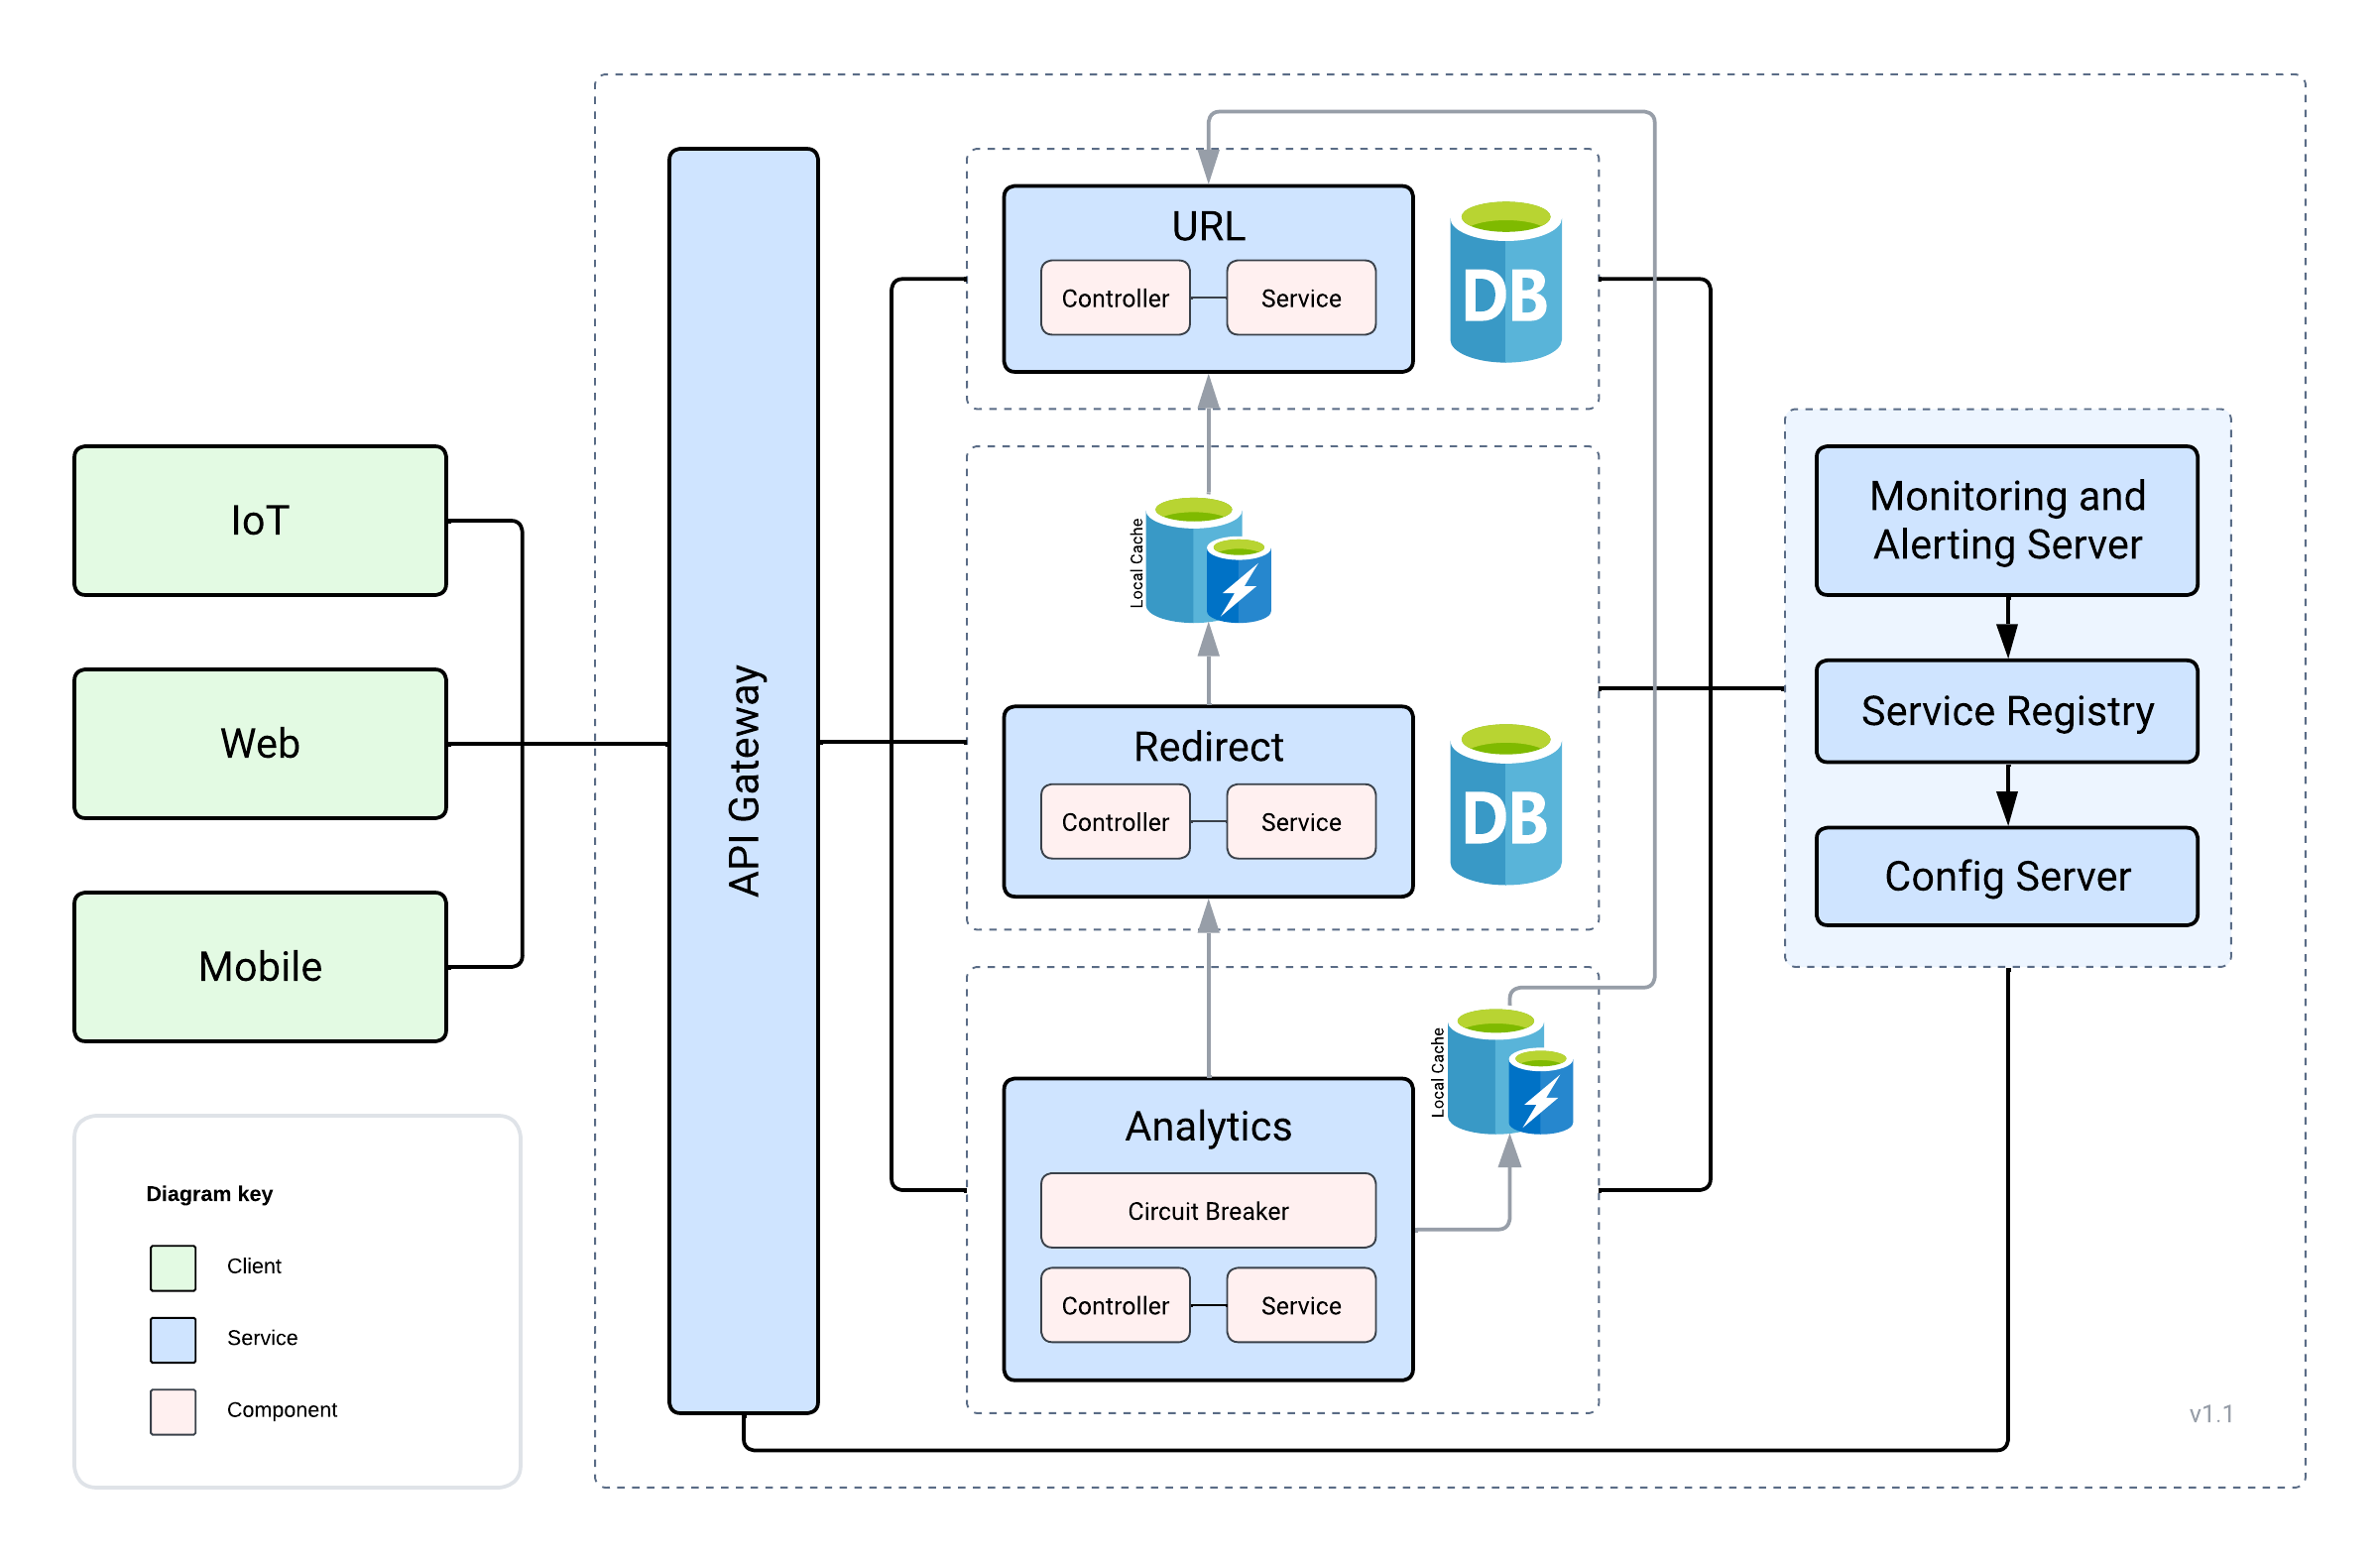 IoT
Web
Mobile
Diagram key
Client
Service
Component
API Gateway
URL
Controller
Service
DB
Local Cache
Redirect
Controller
Service
DB
Local Cache
Analytics
Circuit Breaker
Controller
Service
Monitoring and
Alerting Server
Service Registry
Config Server
v1.1